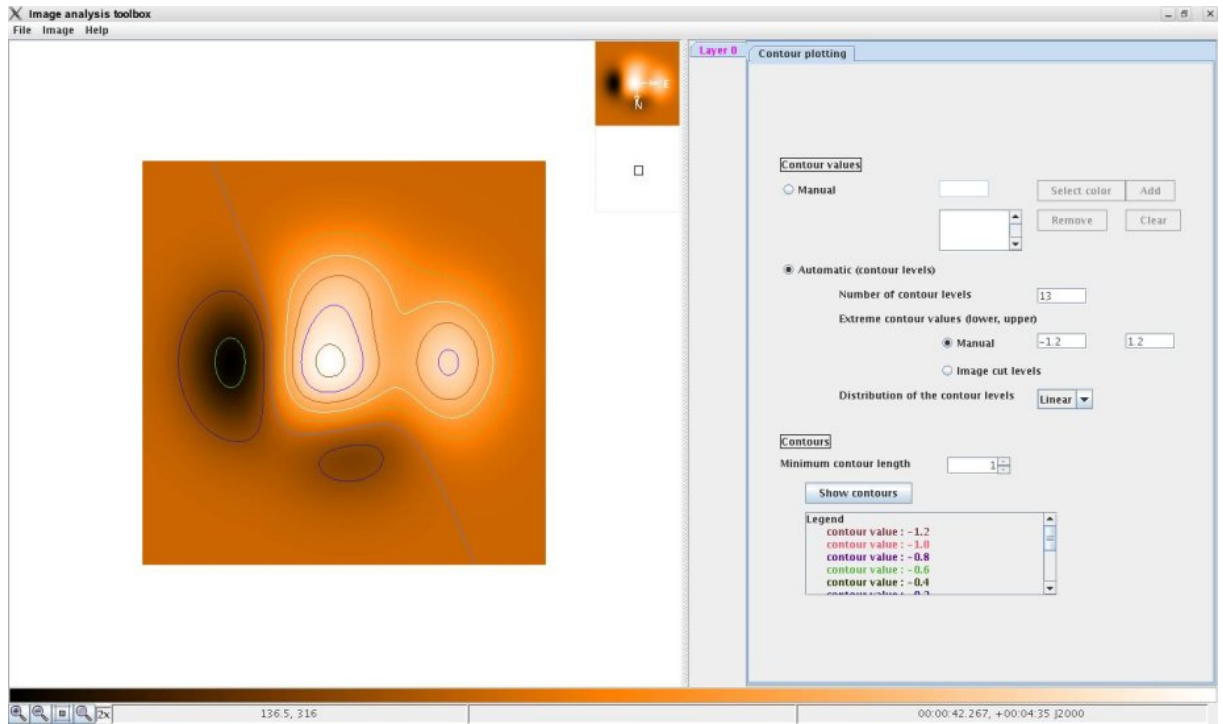 Image analysis toolbox
File Image Help
E
N
Layer 0
Contour plotting
Contour values
Manual
Select color Add
Remove Clear
Automatic (contour levels)
Number of contour levels 13
Extreme contour values (lower, upper)
Manual -1.2 1.2
Image cut levels
Distribution of the contour levels Linear
Contours
Minimum contour length 1
Show contours
Legend
contour value : -1.2
contour value : -1.0
contour value : -0.8
contour value : -0.6
contour value : -0.4
contour value : -0.2
2x 136.5, 316 00:00:42.267, +00:04:35 J2000